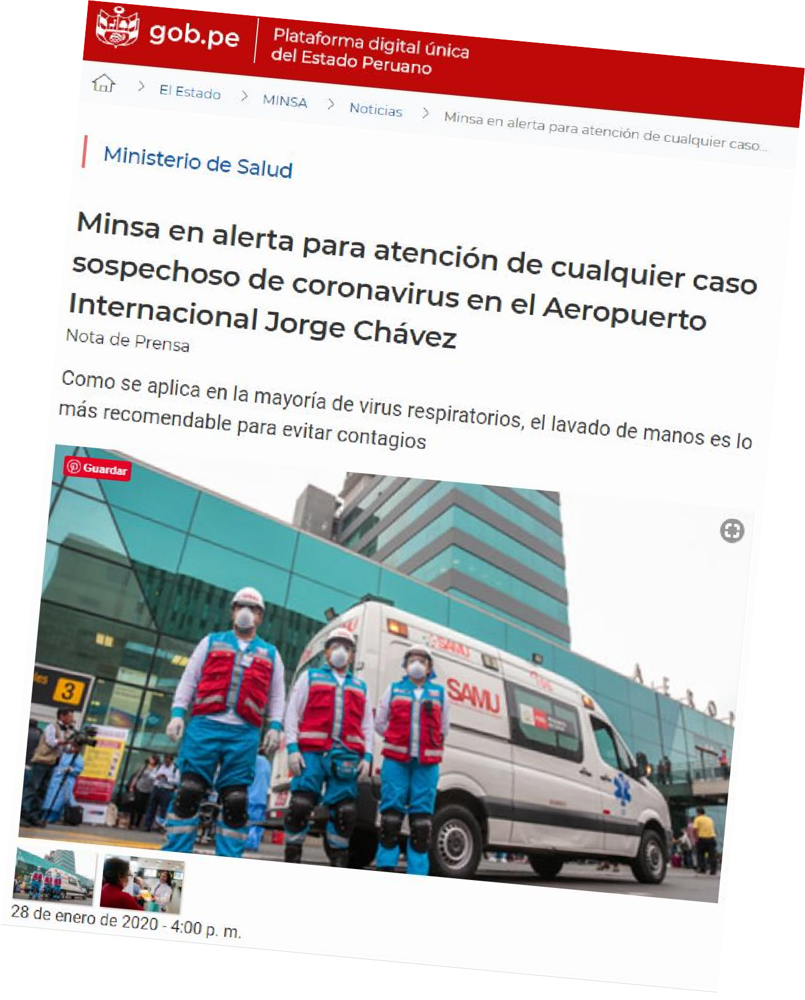 gob.pe
Plataforma digital única
del Estado Peruano
El Estado > MINSA > Noticias > Minsa en alerta para atención de cualquier caso...
Ministerio de Salud
Minsa en alerta para atención de cualquier caso
sospechoso de coronavirus en el Aeropuerto
Internacional Jorge Chávez
Nota de Prensa
Como se aplica en la mayoría de virus respiratorios, el lavado de manos es lo
más recomendable para evitar contagios
Guardar
SAMU
SAMU
3
A E R O P
28 de enero de 2020 - 4:00 p. m.